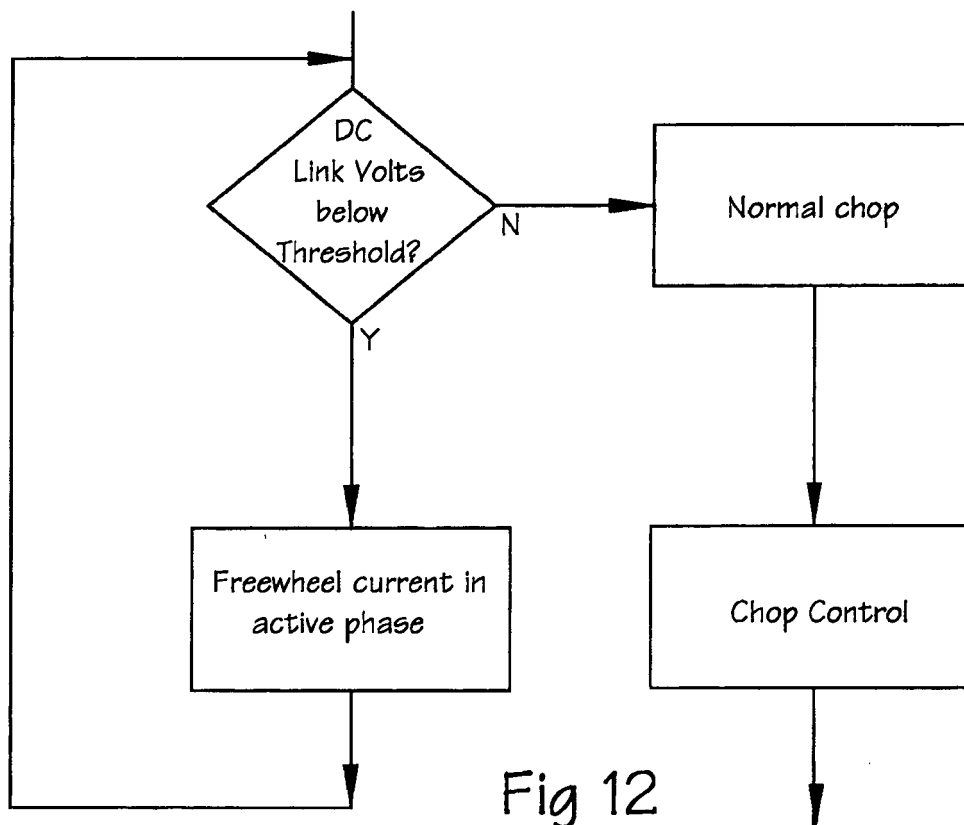 DC
Link Volts
below
Threshold?
N
Normal chop
Y
Freewheel current in
active phase
Chop Control
Fig 12